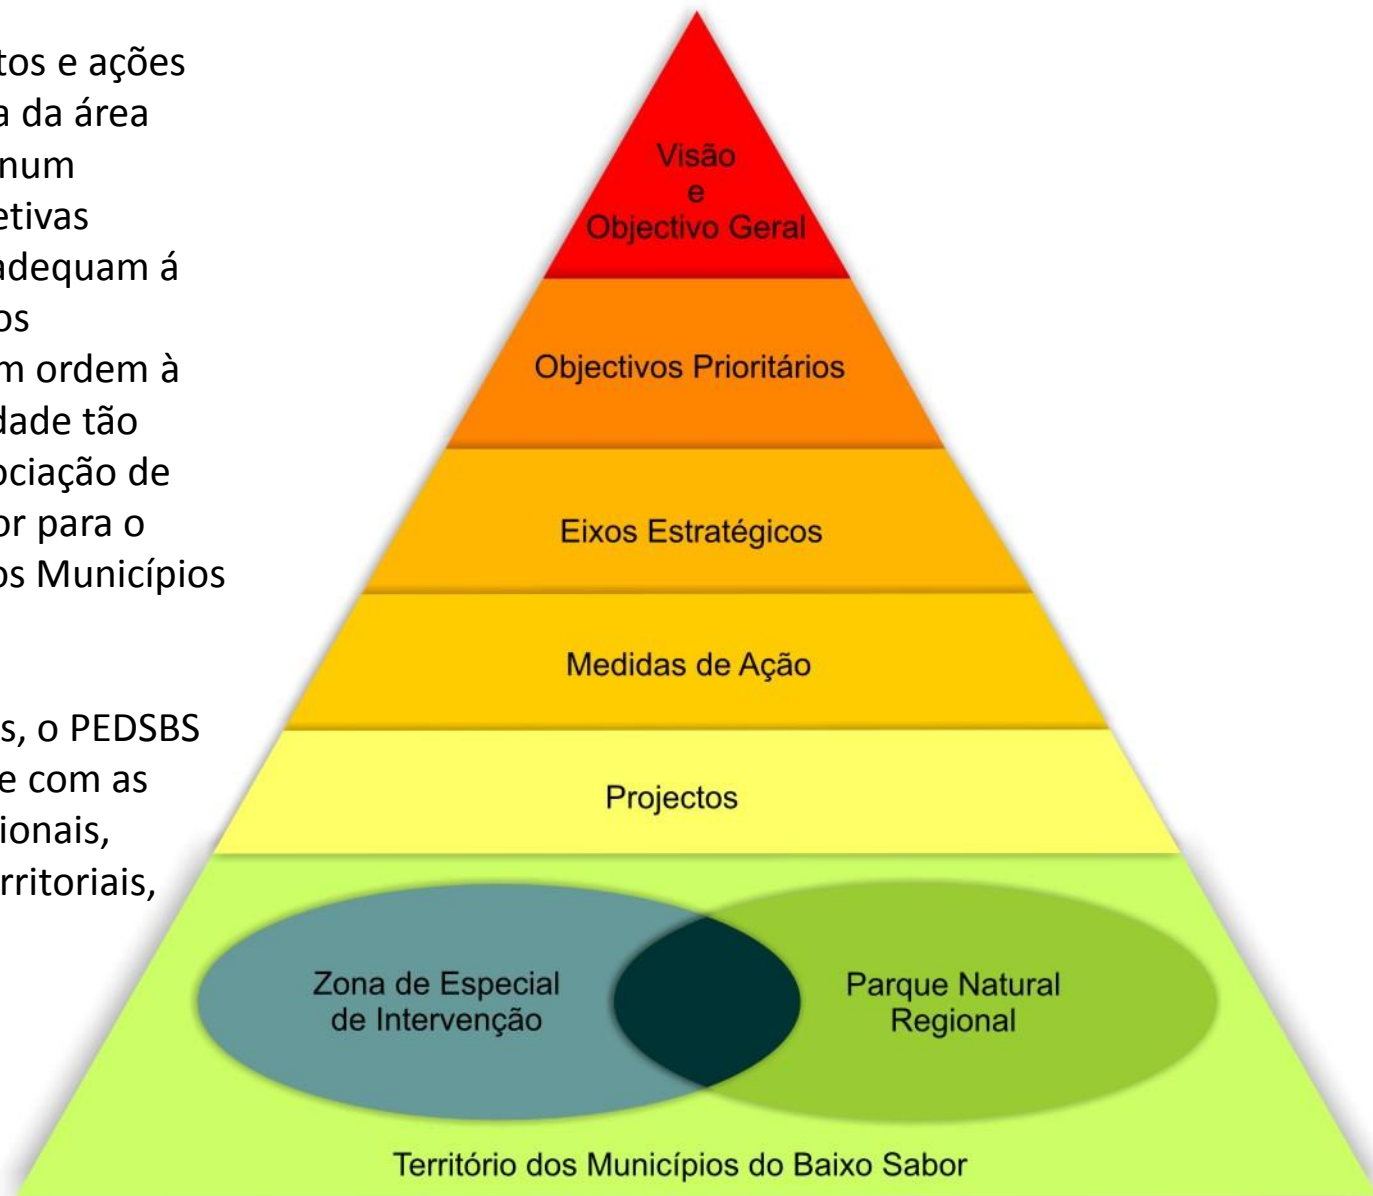 tos e ações
a da área
num
etivas
adequam á
os
m ordem à
dade tão
ociação de
or para o
os Municípios
s, o PEDSBS
e com as
ionais,
rritoriais,
Visão
e
Objectivo Geral
Objectivos Prioritários
Eixos Estratégicos
Medidas de Ação
Projectos
Zona de Especial
de Intervenção
Parque Natural
Regional
Território dos Municípios do Baixo Sabor